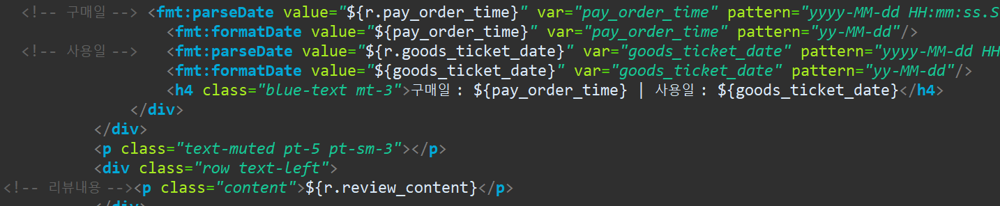 <!-- 구매일 --> <fmt:parseDate value="${r.pay_order_time}" var="pay_order_time" pattern="yyyy-MM-dd HH:mm:ss.S
<fmt:formatDate value="${pay_order_time}" var="pay_order_time" pattern="yy-MM-dd"/>
<!-- 사용일 --> <fmt:parseDate value="${r.goods_ticket_date}" var="goods_ticket_date" pattern="yyyy-MM-dd HH
<fmt:formatDate value="${goods_ticket_date}" var="goods_ticket_date" pattern="yy-MM-dd"/>
<h4 class="blue-text mt-3">구매일 : ${pay_order_time} | 사용일 : ${goods_ticket_date}</h4>
</div>
</div>
<p class="text-muted pt-5 pt-sm-3"></p>
<div class="row text-left">
<!-- 리뷰내용 --><p class="content">${r.review_content}</p>
</div>